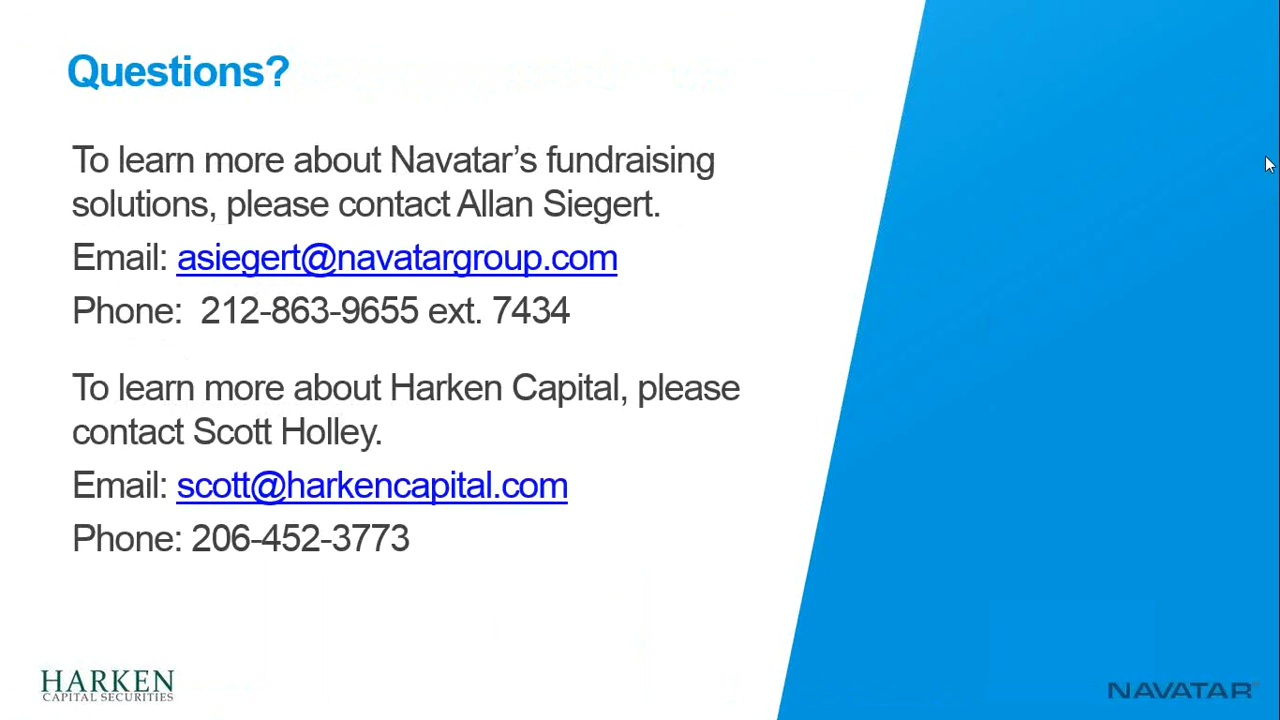 Questions?
To learn more about Navatar’s fundraising
solutions, please contact Allan Siegert.
Email: asiegert@navatargroup.com
Phone:  212-863-9655 ext. 7434
To learn more about Harken Capital, please
contact Scott Holley.
Email: scott@harkencapital.com
Phone: 206-452-3773
HARKEN
CAPITAL SECURITIES
NAVATAR